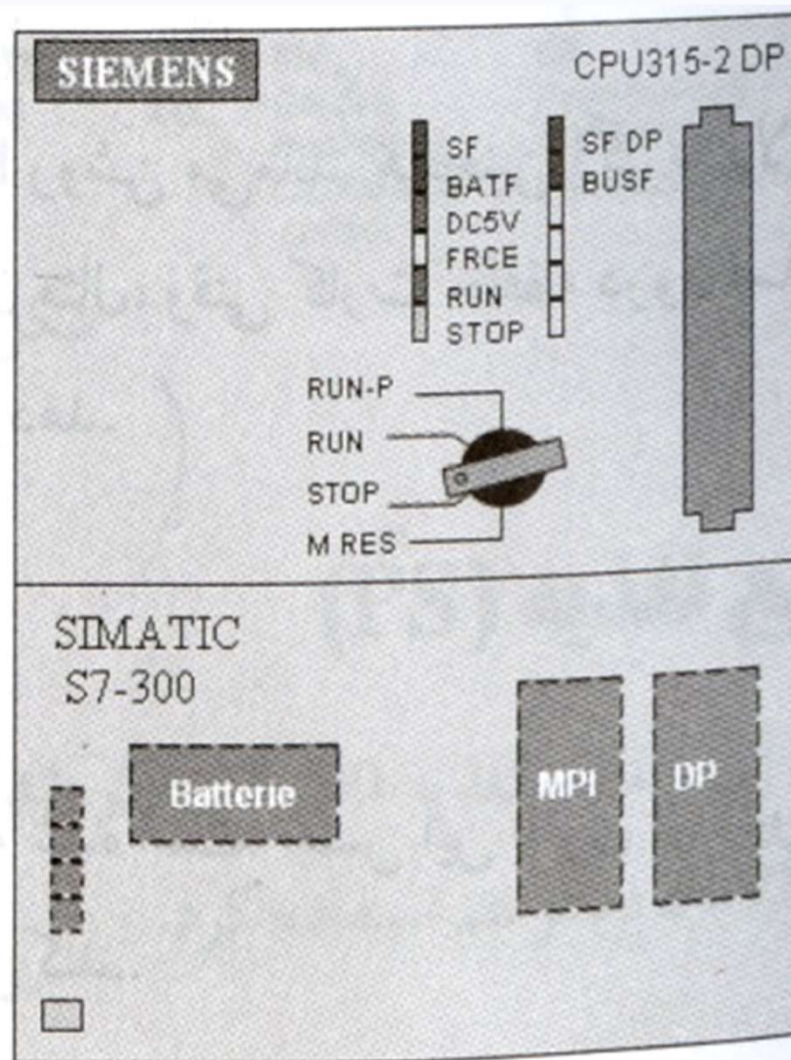 SIEMENS
CPU315-2 DP
SF
BATF
DC5V
FRCE
RUN
STOP
SF DP
BUSF
RUN-P
RUN
STOP
M RES
SIMATIC
S7-300
Batterie
MPI
DP